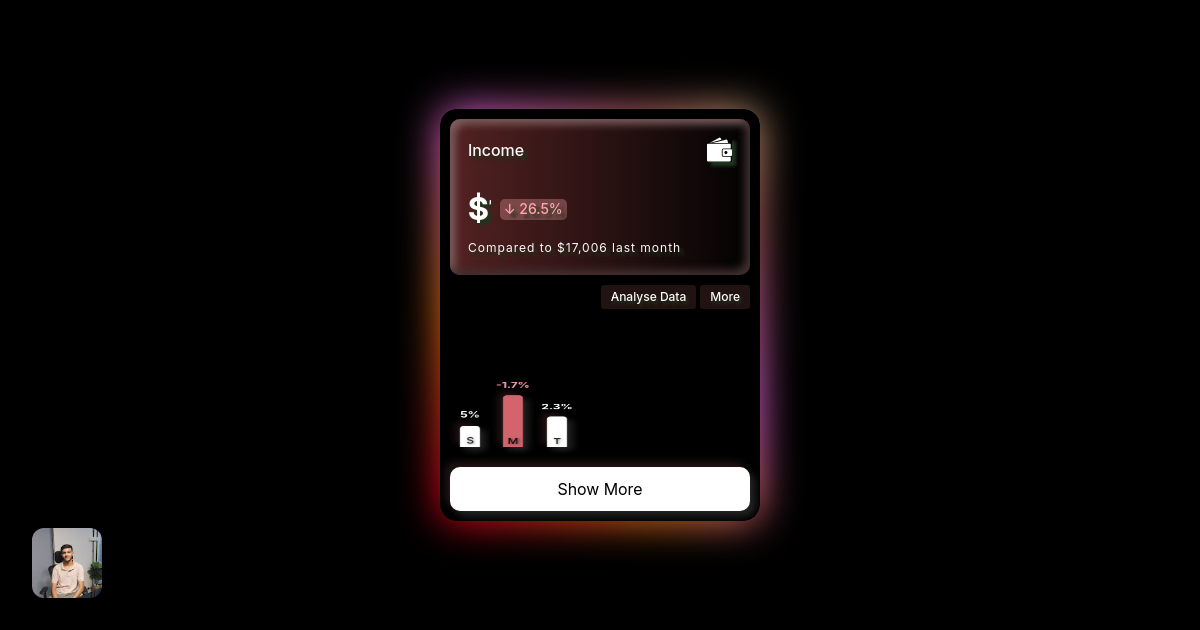 Income
$
↓ 26.5%
Compared to $17,006 last month
Analyse Data
More
5%
-1.7%
2.3%
S
M
T
Show More